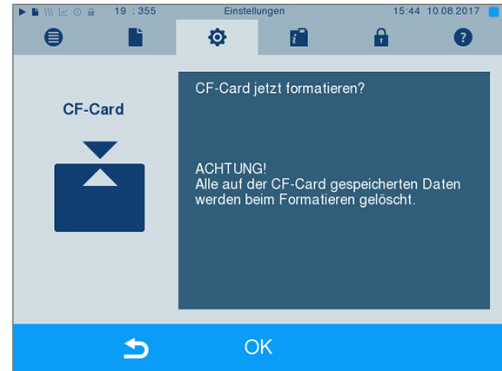 19 : 355
Einstellungen
15:44 10.08.2017
CF-Card
CF-Card jetzt formatieren?
ACHTUNG!
Alle auf der CF-Card gespeicherten Daten
werden beim Formatieren gelöscht.
OK